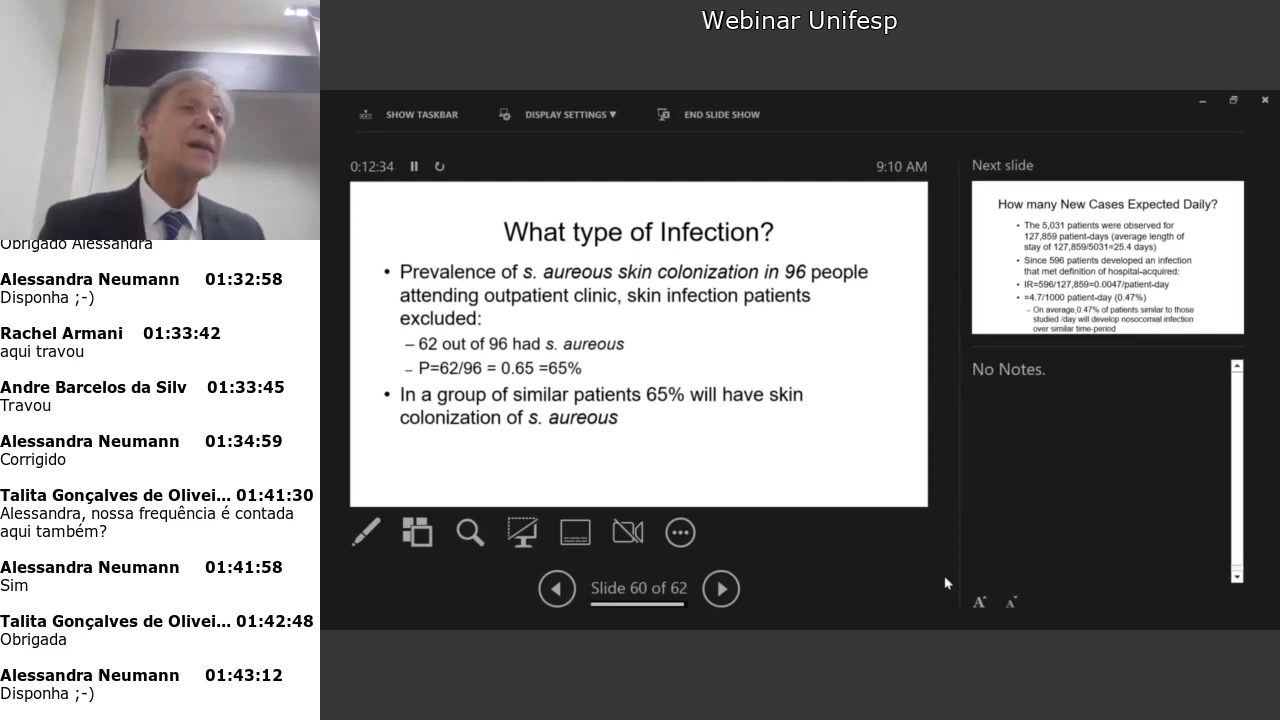 Webinar Unifesp
Obrigado Alessandra
Alessandra Neumann 01:32:58
Disponha ;-)
Rachel Armani 01:33:42
aqui travou
Andre Barcelos da Silv 01:33:45
Travou
Alessandra Neumann 01:34:59
Corrigido
Talita Gonçalves de Olivei... 01:41:30
Alessandra, nossa frequência é contada
aqui também?
Alessandra Neumann 01:41:58
Sim
Talita Gonçalves de Olivei... 01:42:48
Obrigada
Alessandra Neumann 01:43:12
Disponha ;-)
SHOW TASKBAR DISPLAY SETTINGS ▼ END SLIDE SHOW
0:12:34 9:10 AM
What type of Infection?
• Prevalence of s. aureous skin colonization in 96 people
attending outpatient clinic, skin infection patients
excluded:
– 62 out of 96 had s. aureous
– P=62/96 = 0.65 =65%
• In a group of similar patients 65% will have skin
colonization of s. aureous
Slide 60 of 62
Next slide
How many New Cases Expected Daily?
• The 5,031 patients were observed for
127,859 patient-days (average length of
stay of 127,859/5031=25.4 days)
• Since 596 patients developed an infection
that met definition of hospital-acquired:
• IR=596/127,859=0.0047/patient-day
• =4.7/1000 patient-day (0.47%)
– On average,0.47% of patients similar to those
studied /day will develop nosocomial infection
over similar time-period
No Notes.
A A